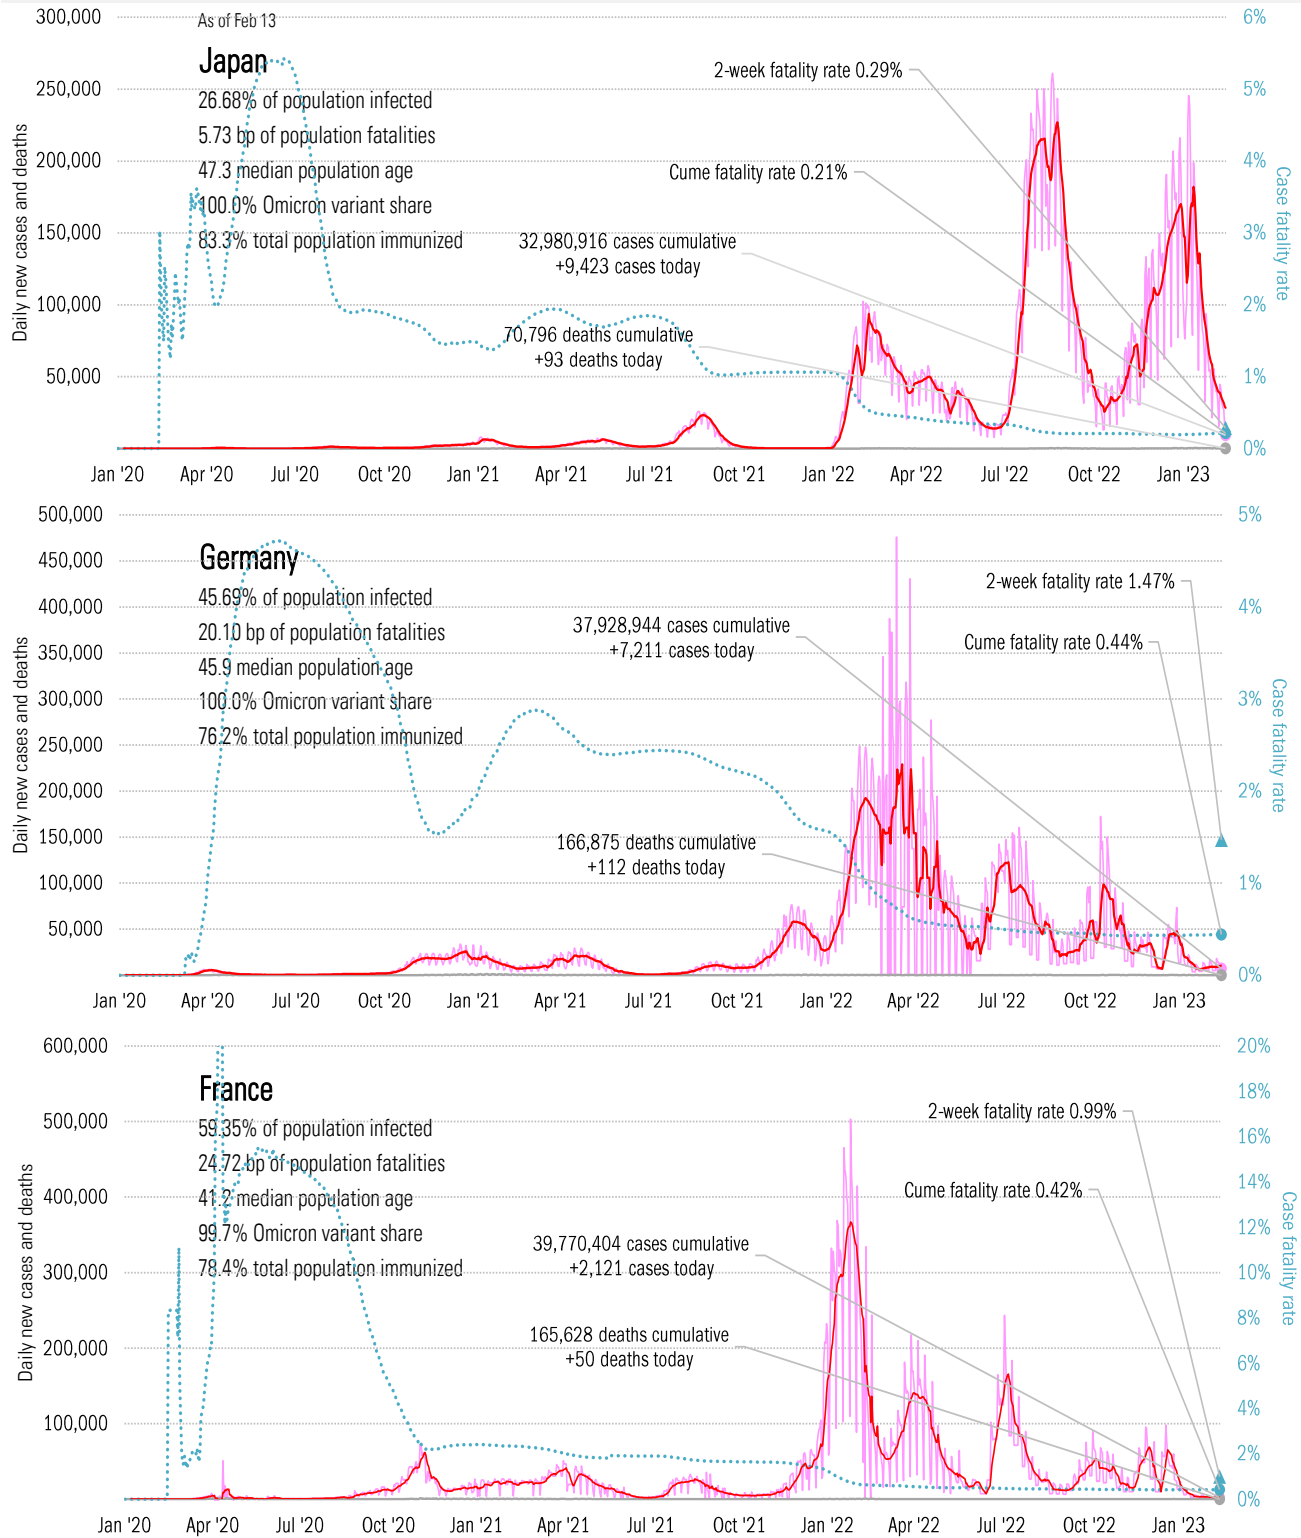 As of Feb 13
Japan
26.68% of population infected
5.73 bp of population fatalities
47.3 median population age
100.0% Omicron variant share
83.3% total population immunized
2-week fatality rate 0.29%
Cume fatality rate 0.21%
32,980,916 cases cumulative
+9,423 cases today
70,796 deaths cumulative
+93 deaths today
Daily new cases and deaths
300,000
250,000
200,000
150,000
100,000
50,000
6%
5%
4%
3%
2%
1%
0%
Case fatality rate
Jan '20 Apr '20 Jul '20 Oct '20 Jan '21 Apr '21 Jul '21 Oct '21 Jan '22 Apr '22 Jul '22 Oct '22 Jan '23
Germany
45.69% of population infected
20.10 bp of population fatalities
45.9 median population age
100.0% Omicron variant share
76.2% total population immunized
2-week fatality rate 1.47%
Cume fatality rate 0.44%
37,928,944 cases cumulative
+7,211 cases today
166,875 deaths cumulative
+112 deaths today
Daily new cases and deaths
500,000
450,000
400,000
350,000
300,000
250,000
200,000
150,000
100,000
50,000
5%
4%
3%
2%
1%
0%
Case fatality rate
Jan '20 Apr '20 Jul '20 Oct '20 Jan '21 Apr '21 Jul '21 Oct '21 Jan '22 Apr '22 Jul '22 Oct '22 Jan '23
France
59.35% of population infected
24.72 bp of population fatalities
41.2 median population age
99.7% Omicron variant share
78.4% total population immunized
2-week fatality rate 0.99%
Cume fatality rate 0.42%
39,770,404 cases cumulative
+2,121 cases today
165,628 deaths cumulative
+50 deaths today
Daily new cases and deaths
600,000
500,000
400,000
300,000
200,000
100,000
20%
18%
16%
14%
12%
10%
8%
6%
4%
2%
0%
Case fatality rate
Jan '20 Apr '20 Jul '20 Oct '20 Jan '21 Apr '21 Jul '21 Oct '21 Jan '22 Apr '22 Jul '22 Oct '22 Jan '23